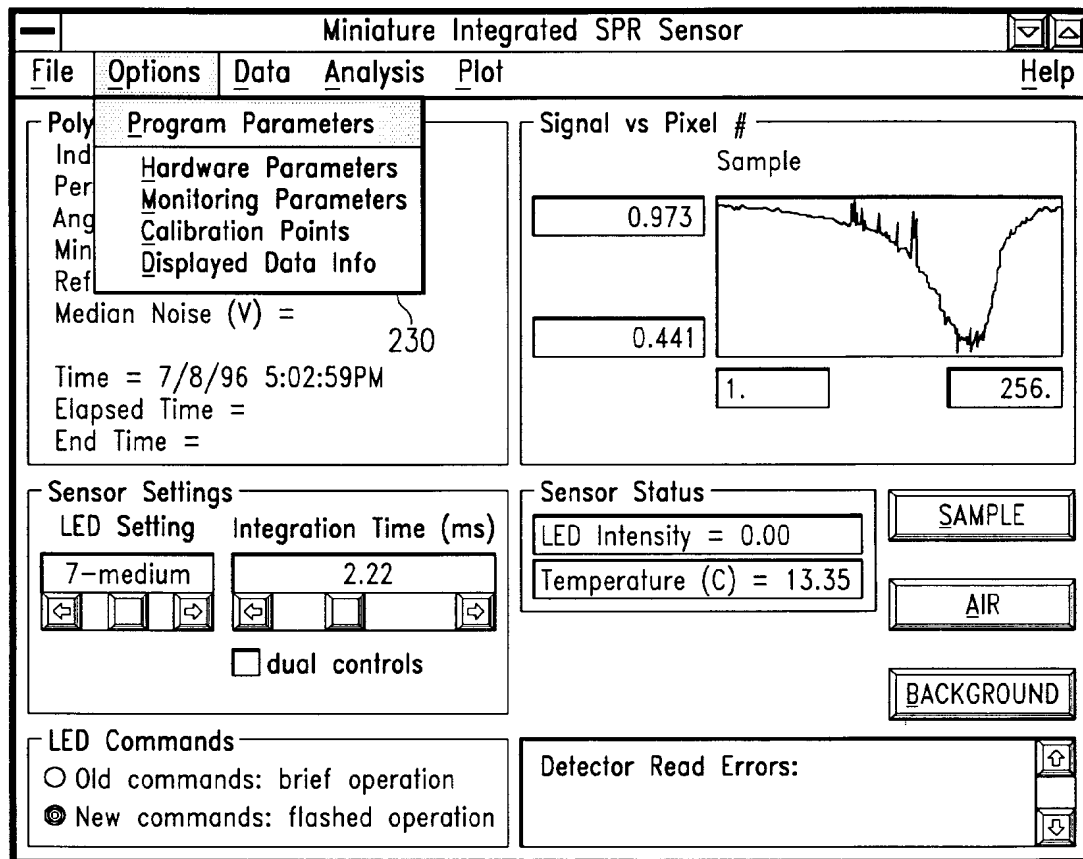 Miniature Integrated SPR Sensor
File Options Data Analysis Plot Help
Program Parameters
Hardware Parameters
Monitoring Parameters
Calibration Points
Displayed Data Info
230
Poly
Ind
Per
Ang
Min
Ref
Median Noise (V) =
Time = 7/8/96 5:02:59PM
Elapsed Time =
End Time =
Signal vs Pixel #
Sample
0.973
0.441
1. 256.
Sensor Settings
LED Setting Integration Time (ms)
7-medium 2.22
dual controls
Sensor Status
LED Intensity = 0.00
Temperature (C) = 13.35
SAMPLE
AIR
BACKGROUND
LED Commands
Old commands: brief operation
New commands: flashed operation
Detector Read Errors: